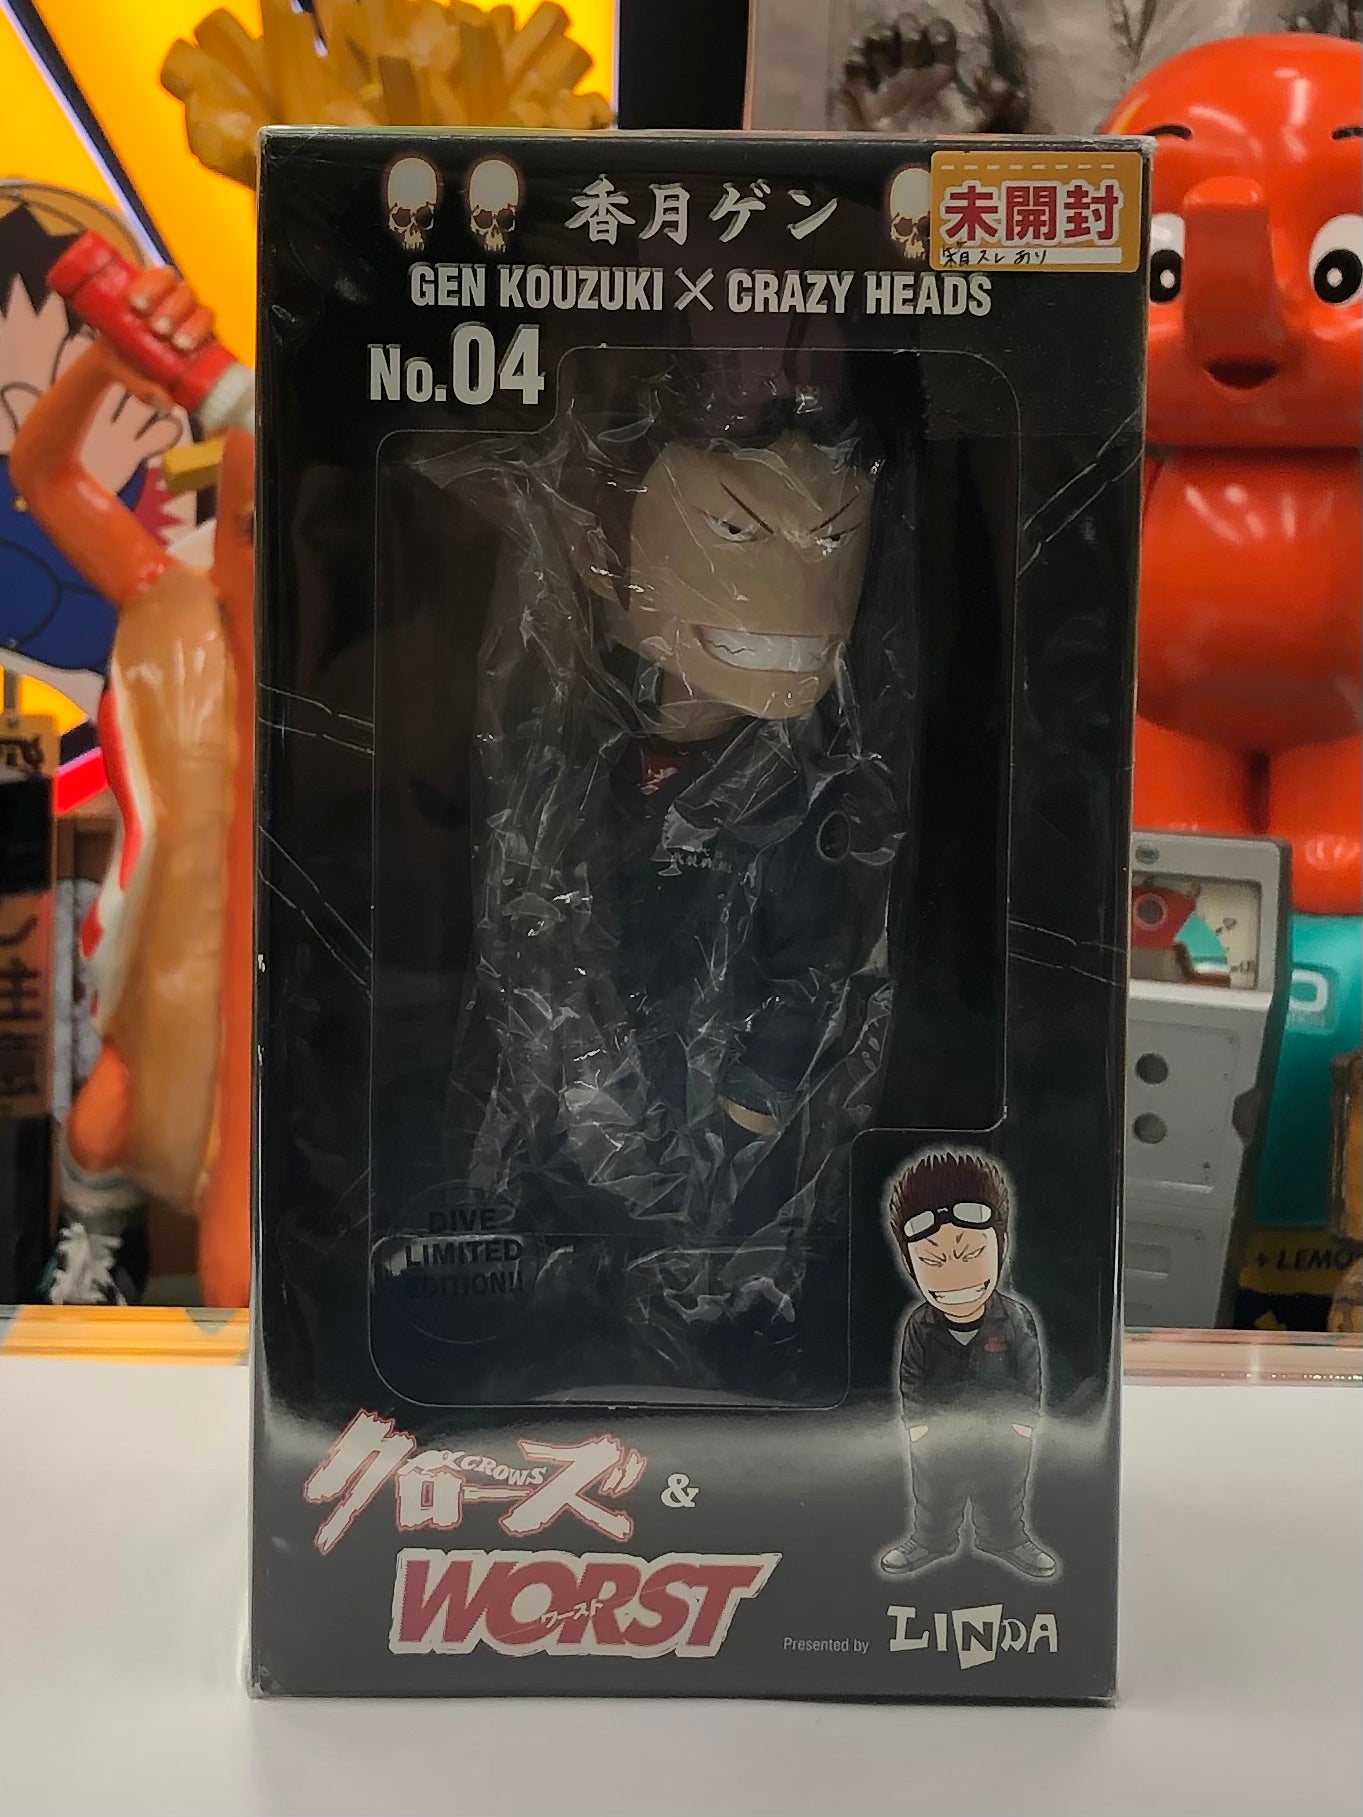 香月ゲン
未開封
箱スレあり
GEN KOUZUKI × CRAZY HEADS
No.04
DIVE
LIMITED
EDITION!!
クローズ &
CROWS
WORST
ワースト
Presented by LINDA
+ LEMO